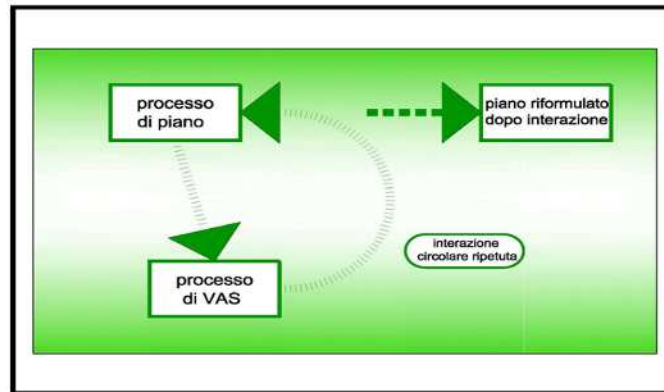 processo
di piano
piano riformulato
dopo interazione
interazione
circolare ripetuta
processo
di VAS